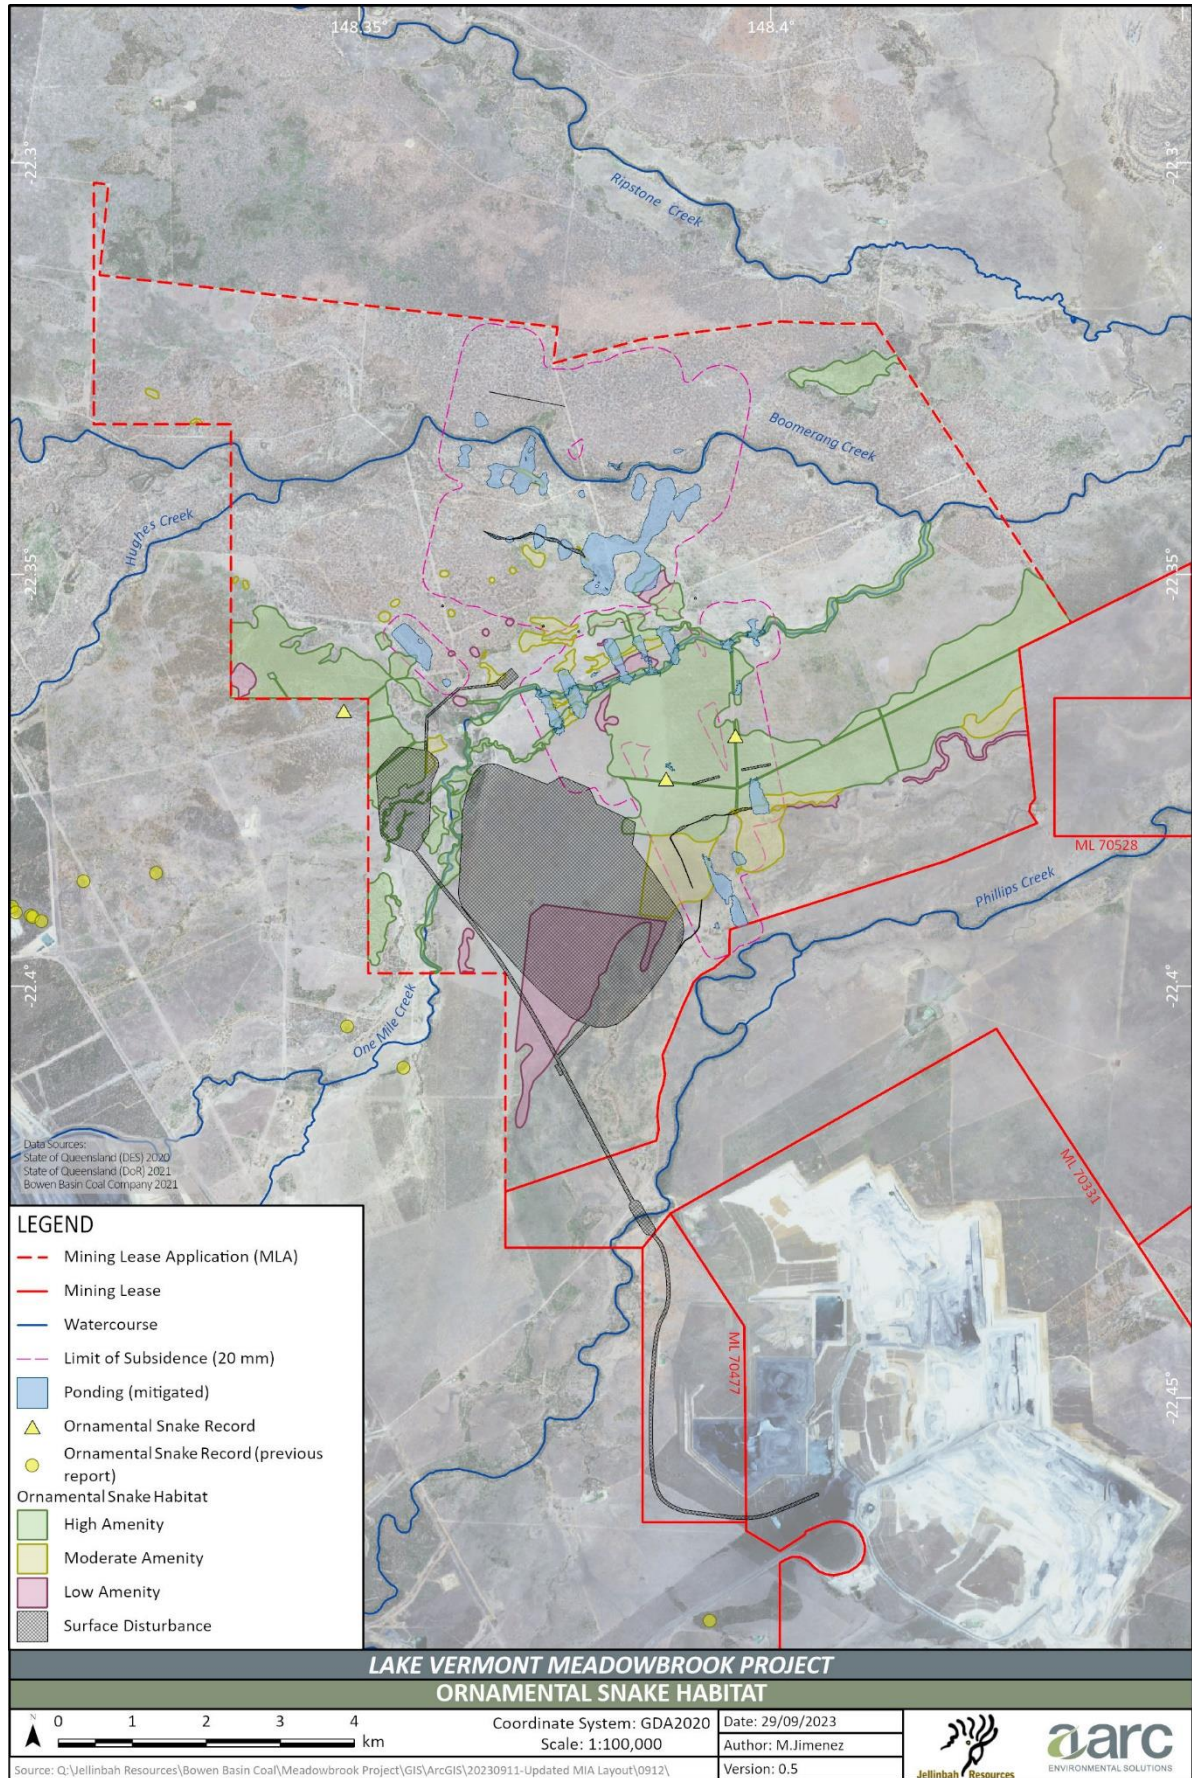 148.35°
148.4°
-22.3°
-22.3°
Ripstone Creek
Boomerang Creek
Hughes Creek
-22.35°
-22.35°
ML 70528
Phillips Creek
-22.4°
-22.4°
One Mile Creek
Data Sources:
State of Queensland (DES) 2020
State of Queensland (DoR) 2021
Bowen Basin Coal Company 2021
ML 70331
ML 70477
-22.45°
LEGEND
Mining Lease Application (MLA)
Mining Lease
Watercourse
Limit of Subsidence (20 mm)
Ponding (mitigated)
Ornamental Snake Record
Ornamental Snake Record (previous
report)
Ornamental Snake Habitat
High Amenity
Moderate Amenity
Low Amenity
Surface Disturbance
LAKE VERMONT MEADOWBROOK PROJECT
ORNAMENTAL SNAKE HABITAT
N
0 1 2 3 4
km
Coordinate System: GDA2020
Scale: 1:100,000
Date: 29/09/2023
Author: M.Jimenez
Version: 0.5
Source: Q:\Jellinbah Resources\Bowen Basin Coal\Meadowbrook Project\GIS\ArcGIS\20230911-Updated MIA Layout\0912\
Jellinbah Resources
aarc
ENVIRONMENTAL SOLUTIONS